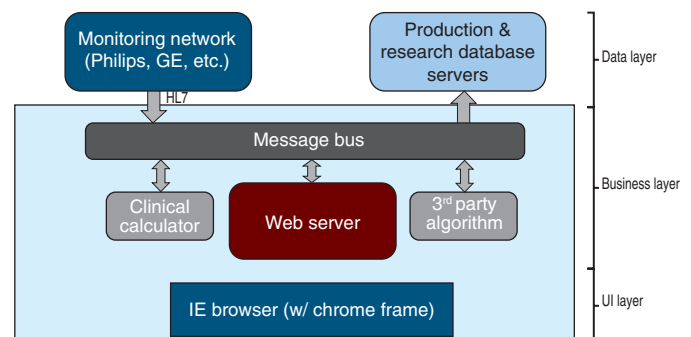 Monitoring network
(Philips, GE, etc.)
Production &
research database
servers
Data layer
HL7
Message bus
Clinical
calculator
Web server
3rd party
algorithm
Business layer
IE browser (w/ chrome frame)
UI layer